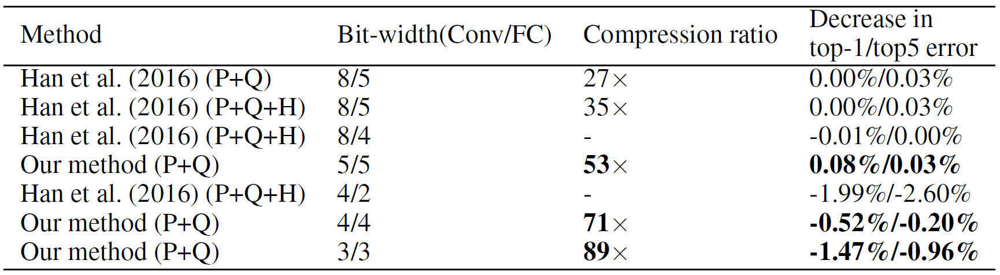 Method Bit-width(Conv/FC) Compression ratio Decrease in top-1/top5 error
Han et al. (2016) (P+Q) 8/5 27× 0.00%/0.03%
Han et al. (2016) (P+Q+H) 8/5 35× 0.00%/0.03%
Han et al. (2016) (P+Q+H) 8/4 - -0.01%/0.00%
Our method (P+Q) 5/5 53× 0.08%/0.03%
Han et al. (2016) (P+Q+H) 4/2 - -1.99%/-2.60%
Our method (P+Q) 4/4 71× -0.52%/-0.20%
Our method (P+Q) 3/3 89× -1.47%/-0.96%